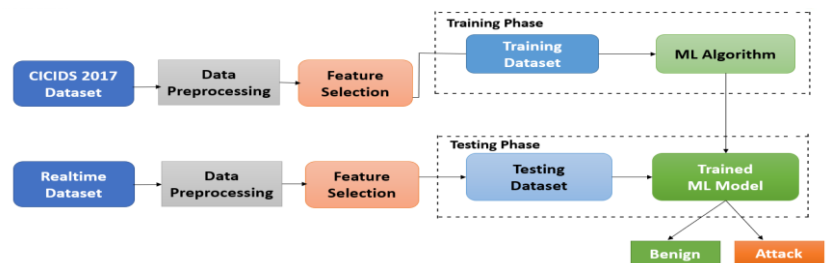 Training Phase
CICIDS 2017
Dataset
Data
Preprocessing
Feature
Selection
Training
Dataset
ML Algorithm
Testing Phase
Realtime
Dataset
Data
Preprocessing
Feature
Selection
Testing
Dataset
Trained
ML Model
Benign
Attack